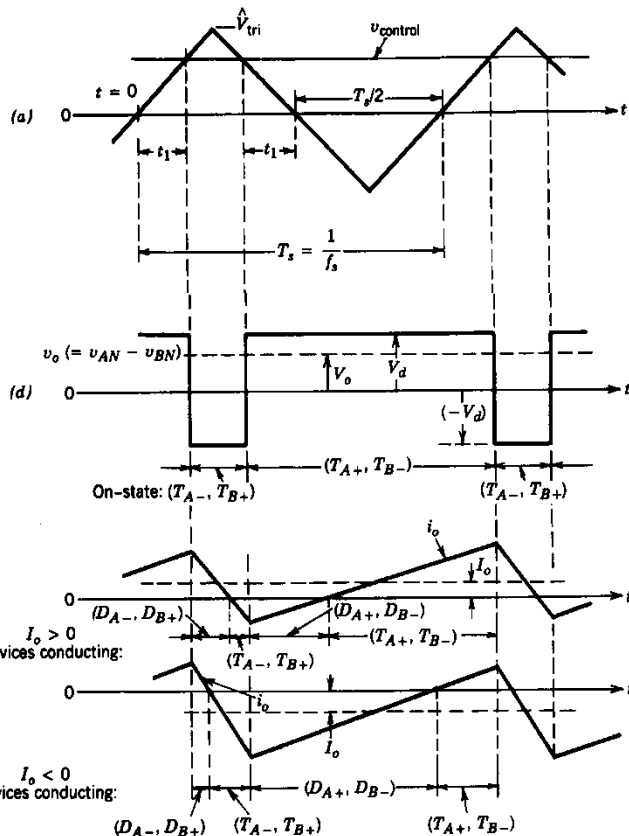 V̂tri
vcontrol
t = 0
Ts/2
(a) 0 t
t1 t1
Ts = 1/fs
vo (= vAN − vBN)
Vo Vd
(d) 0 t
(−Vd)
(TA+, TB−)
On-state: (TA−, TB+) (TA−, TB+)
io
Io
0 t
(DA−, DB+) (DA+, DB−)
Io > 0
vices conducting: (TA−, TB+) (TA+, TB−)
0 io t
Io
Io < 0 (DA+, DB−)
vices conducting:
(DA−, DB+) (TA−, TB+) (TA+, TB−)